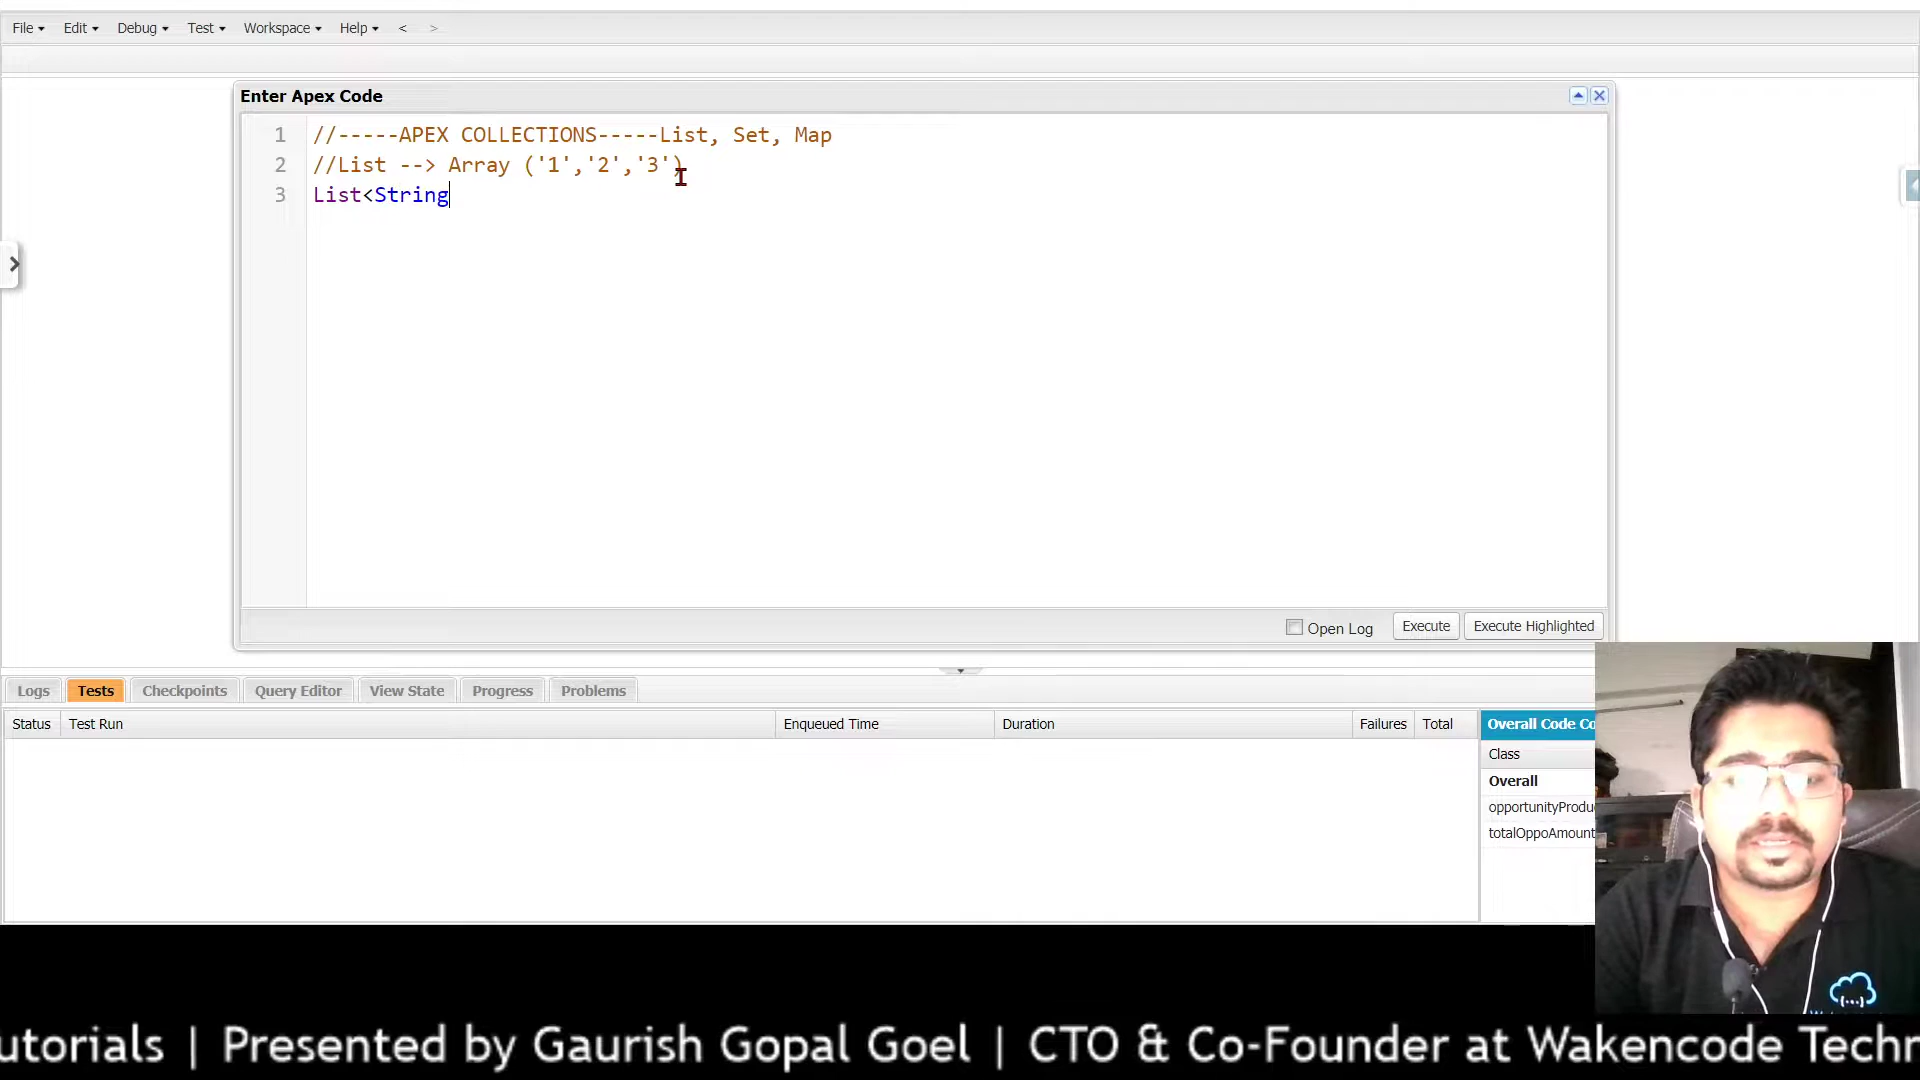 File Edit Debug Test Workspace Help < >
Enter Apex Code
1 //-----APEX COLLECTIONS-----List, Set, Map
2 //List --> Array ('1','2','3')
3 List<String
Open Log Execute Execute Highlighted
Logs Tests Checkpoints Query Editor View State Progress Problems
Status Test Run Enqueued Time Duration Failures Total Overall Code Co
Class
Overall
opportunityProdu
totalOppoAmount
utorials | Presented by Gaurish Gopal Goel | CTO & Co-Founder at Wakencode Techn